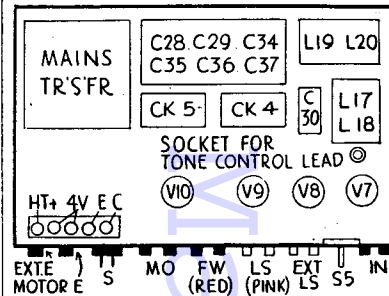 MAINS
TR'S'FR
C28 C29 C34
C35 C36 C37
L19 L20
CK 5
CK 4
C
30
L17
L18
SOCKET FOR
TONE CONTROL LEAD
V10 V9 V8 V7
HT+ 4V E C
EXT.E
MOTOR E
S
MO
FW
(RED)
LS
(PINK)
EXT
LS
S5
IN